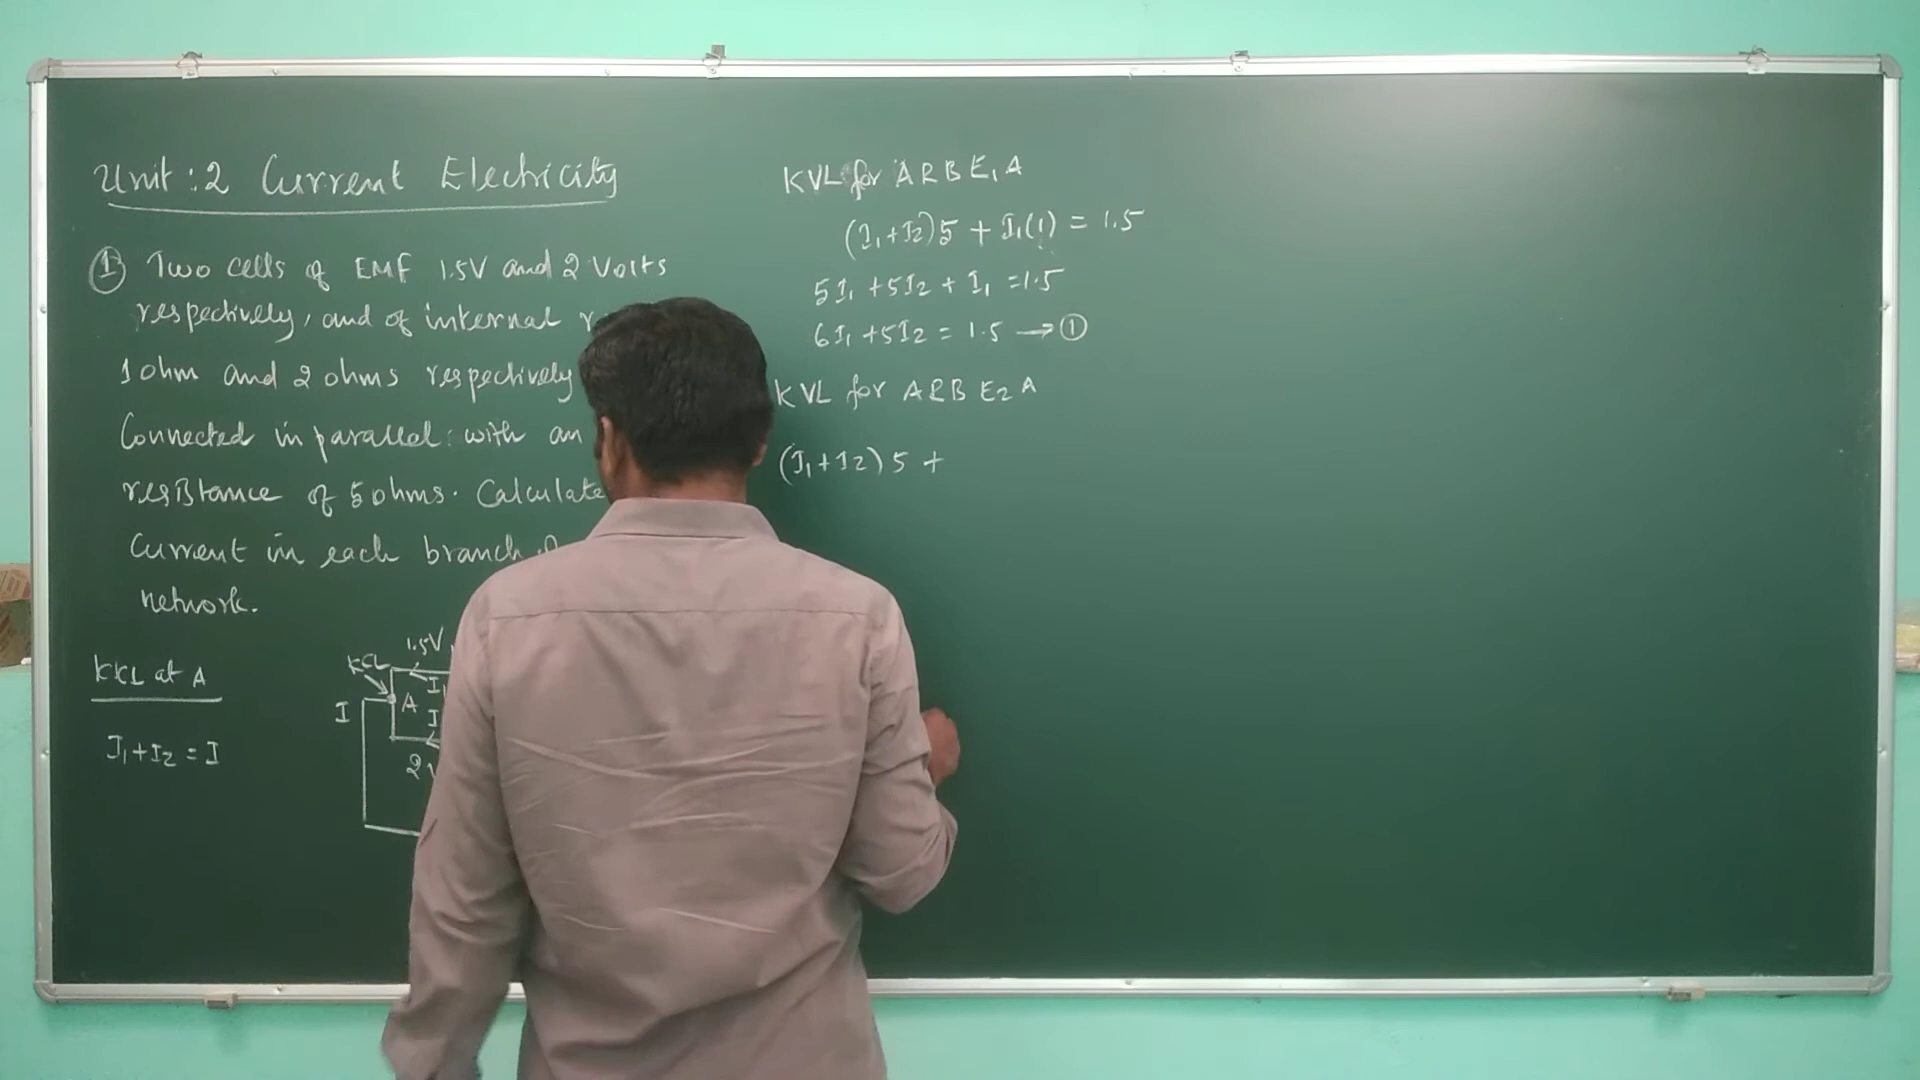 Unit : 2 Current Electricity
① Two cells of EMF 1.5V and 2 Volts
respectively, and of internal
1 ohm and 2 ohms respectively
Connected in parallel with an
resistance of 5 ohms. Calculate
Current in each branch
network.
KKL at A
I₁+I₂ = I
1.5V
KCL
I₁
A
I
I
2
KVL for ARBE₁A
(I₁+I₂)5 + I₁(1) = 1.5
5I₁ +5I₂ + I₁ =1.5
6I₁ +5I₂ = 1.5 → ①
KVL for ARB E₂ A
(I₁+I₂) 5 +